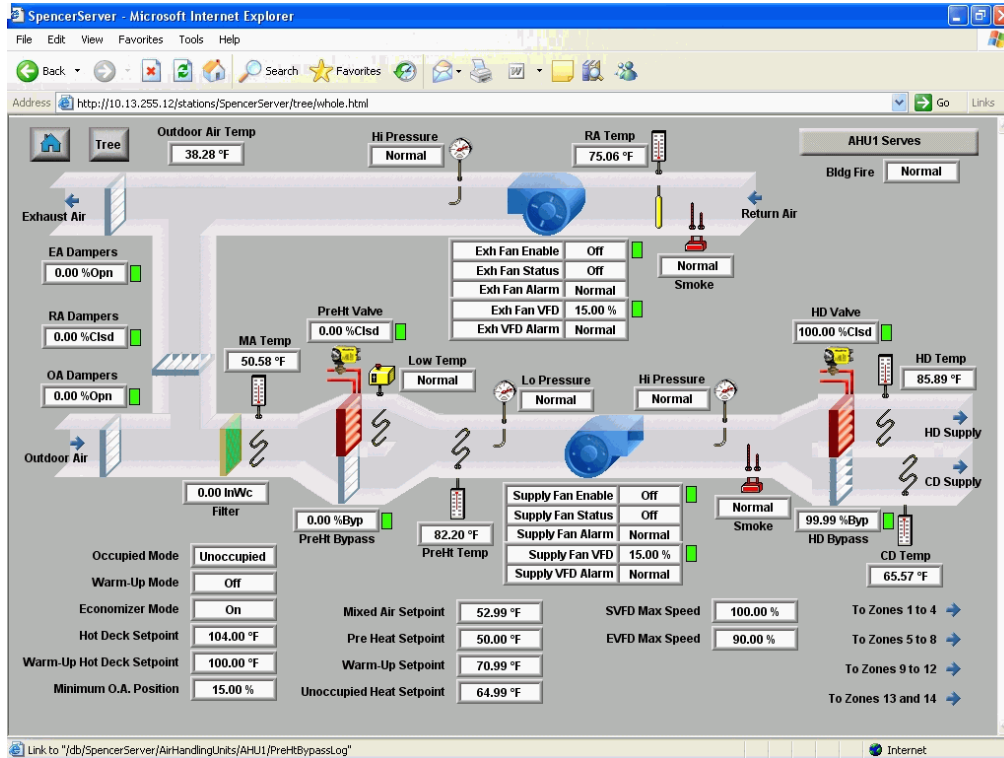 SpencerServer - Microsoft Internet Explorer
File Edit View Favorites Tools Help
Back Search Favorites
Address http://10.13.255.12/stations/SpencerServer/tree/whole.html Go Links
Tree
Outdoor Air Temp
38.28 °F
Hi Pressure
Normal
RA Temp
75.06 °F
AHU1 Serves
Bldg Fire Normal
Exhaust Air
Return Air
EA Dampers
0.00 %Opn
Exh Fan Enable Off
Exh Fan Status Off
Exh Fan Alarm Normal
Exh Fan VFD 15.00 %
Exh VFD Alarm Normal
Normal
Smoke
RA Dampers
0.00 %Clsd
PreHt Valve
0.00 %Clsd
HD Valve
100.00 %Clsd
MA Temp
50.58 °F
Low Temp
Normal
Lo Pressure
Normal
Hi Pressure
Normal
HD Temp
85.89 °F
OA Dampers
0.00 %Opn
HD Supply
Outdoor Air
CD Supply
0.00 InWc
Filter
0.00 %Byp
PreHt Bypass
82.20 °F
PreHt Temp
Supply Fan Enable Off
Supply Fan Status Off
Supply Fan Alarm Normal
Supply Fan VFD 15.00 %
Supply VFD Alarm Normal
Normal
Smoke
99.99 %Byp
HD Bypass
CD Temp
65.57 °F
Occupied Mode Unoccupied
Warm-Up Mode Off
Economizer Mode On
Hot Deck Setpoint 104.00 °F
Warm-Up Hot Deck Setpoint 100.00 °F
Minimum O.A. Position 15.00 %
Mixed Air Setpoint 52.99 °F
Pre Heat Setpoint 50.00 °F
Warm-Up Setpoint 70.99 °F
Unoccupied Heat Setpoint 64.99 °F
SVFD Max Speed 100.00 %
EVFD Max Speed 90.00 %
To Zones 1 to 4
To Zones 5 to 8
To Zones 9 to 12
To Zones 13 and 14
Link to "/db/SpencerServer/AirHandlingUnits/AHU1/PreHtBypassLog" Internet